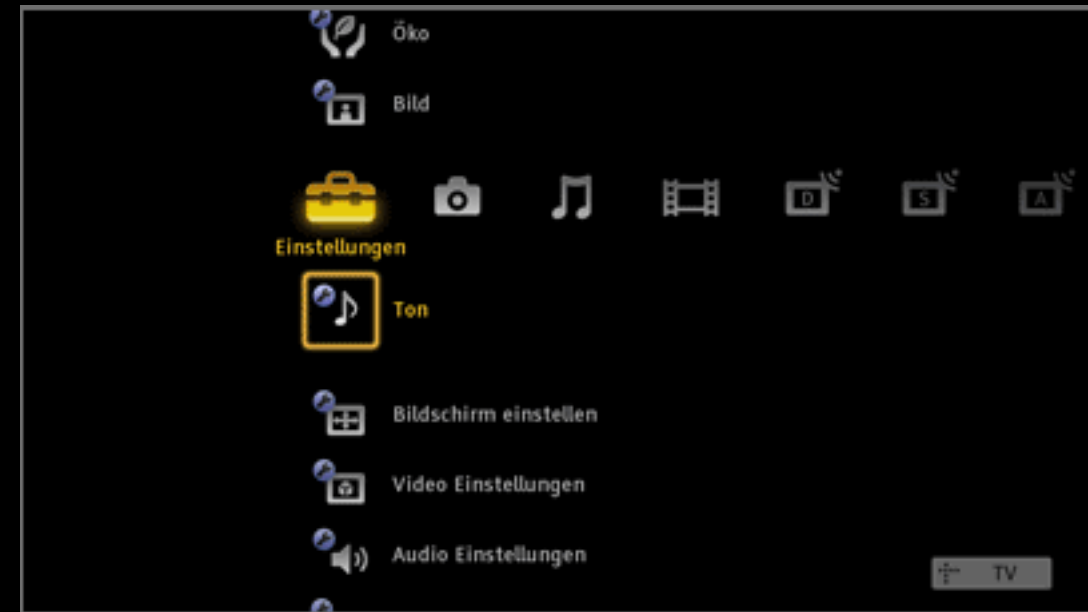 Öko
Bild
D
S
A
Einstellungen
Ton
Bildschirm einstellen
Video Einstellungen
Audio Einstellungen
TV